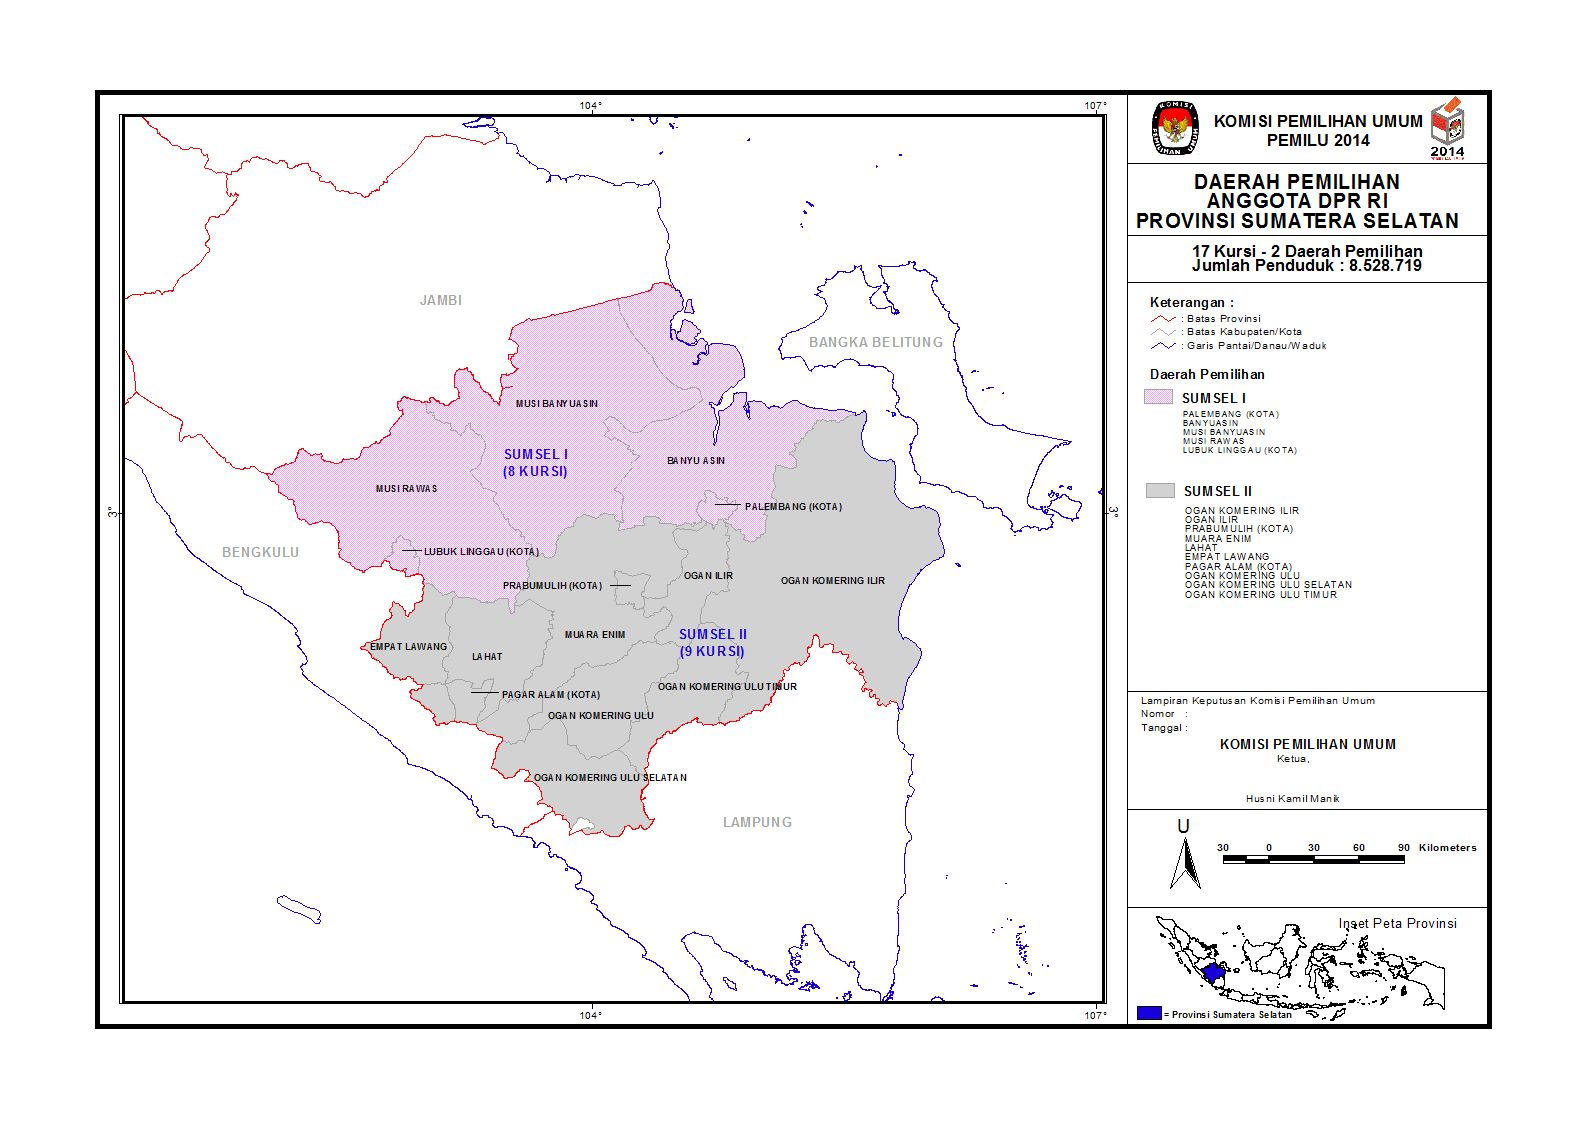 104°
107°
3°
3°
104°
107°
JAMBI
BANGKA BELITUNG
BENGKULU
LAMPUNG
MUSI BANYUASIN
SUMSEL I
(8 KURSI)
BANYUASIN
MUSI RAWAS
PALEMBANG (KOTA)
LUBUK LINGGAU (KOTA)
PRABUMULIH (KOTA)
OGAN ILIR
OGAN KOMERING ILIR
MUARA ENIM
SUMSEL II
(9 KURSI)
EMPAT LAWANG
LAHAT
OGAN KOMERING ULU TIMUR
PAGAR ALAM (KOTA)
OGAN KOMERING ULU
OGAN KOMERING ULU SELATAN
KOMISI
PEMILIHAN UMUM
KOMISI PEMILIHAN UMUM
PEMILU 2014
2014
DAERAH PEMILIHAN
ANGGOTA DPR RI
PROVINSI SUMATERA SELATAN
17 Kursi - 2 Daerah Pemilihan
Jumlah Penduduk : 8.528.719
Keterangan :
: Batas Provinsi
: Batas Kabupaten/Kota
: Garis Pantai/Danau/Waduk
Daerah Pemilihan
SUMSEL I
PALEMBANG (KOTA)
BANYUASIN
MUSI BANYUASIN
MUSI RAWAS
LUBUK LINGGAU (KOTA)
SUMSEL II
OGAN KOMERING ILIR
OGAN ILIR
PRABUMULIH (KOTA)
MUARA ENIM
LAHAT
EMPAT LAWANG
PAGAR ALAM (KOTA)
OGAN KOMERING ULU
OGAN KOMERING ULU SELATAN
OGAN KOMERING ULU TIMUR
Lampiran Keputusan Komisi Pemilihan Umum
Nomor :
Tanggal :
KOMISI PEMILIHAN UMUM
Ketua,
Husni Kamil Manik
U
30 0 30 60 90 Kilometers
Inset Peta Provinsi
= Provinsi Sumatera Selatan